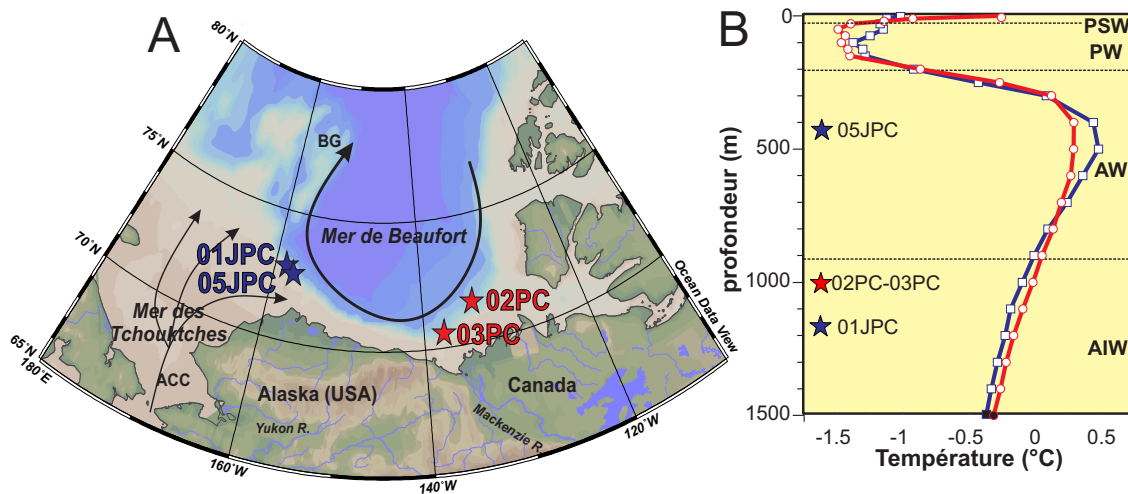 A
80˚N
75˚N
70˚N
65˚N
180˚E
160˚W
140˚W
120˚W
BG
Mer de Beaufort
01JPC
05JPC
02PC
03PC
Mer des
Tchouktches
ACC
Alaska (USA)
Yukon R.
Canada
Mackenzie R.
Ocean Data View
B
0
500
1000
1500
profondeur (m)
PSW
PW
05JPC
AW
02PC-03PC
01JPC
AIW
-1.5
-1
-0.5
0
0.5
Température (°C)